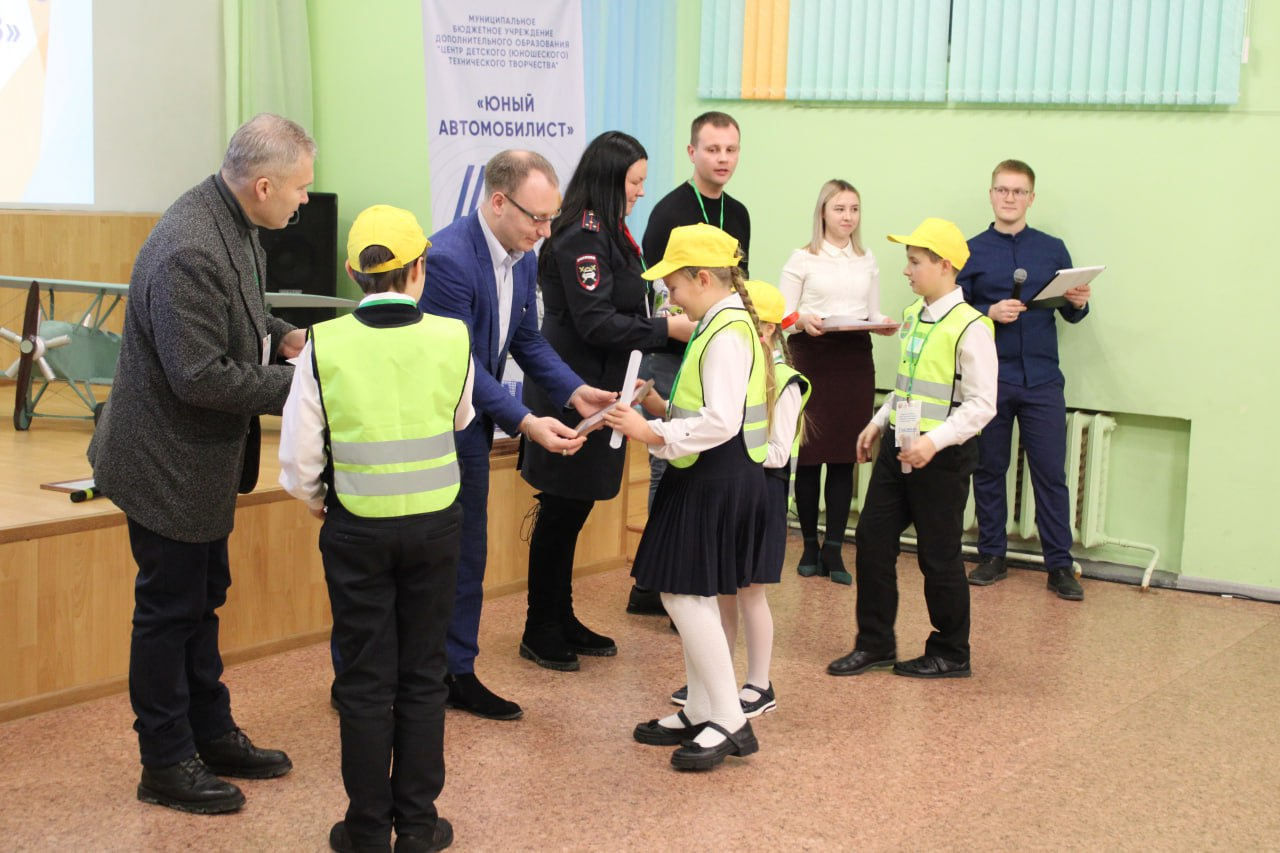 В»
МУНИЦИПАЛЬНОЕ
БЮДЖЕТНОЕ УЧРЕЖДЕНИЕ
ДОПОЛНИТЕЛЬНОГО ОБРАЗОВАНИЯ
"ЦЕНТР ДЕТСКОГО (ЮНОШЕСКОГО)
ТЕХНИЧЕСКОГО ТВОРЧЕСТВА"
«ЮНЫЙ
АВТОМОБИЛИСТ»